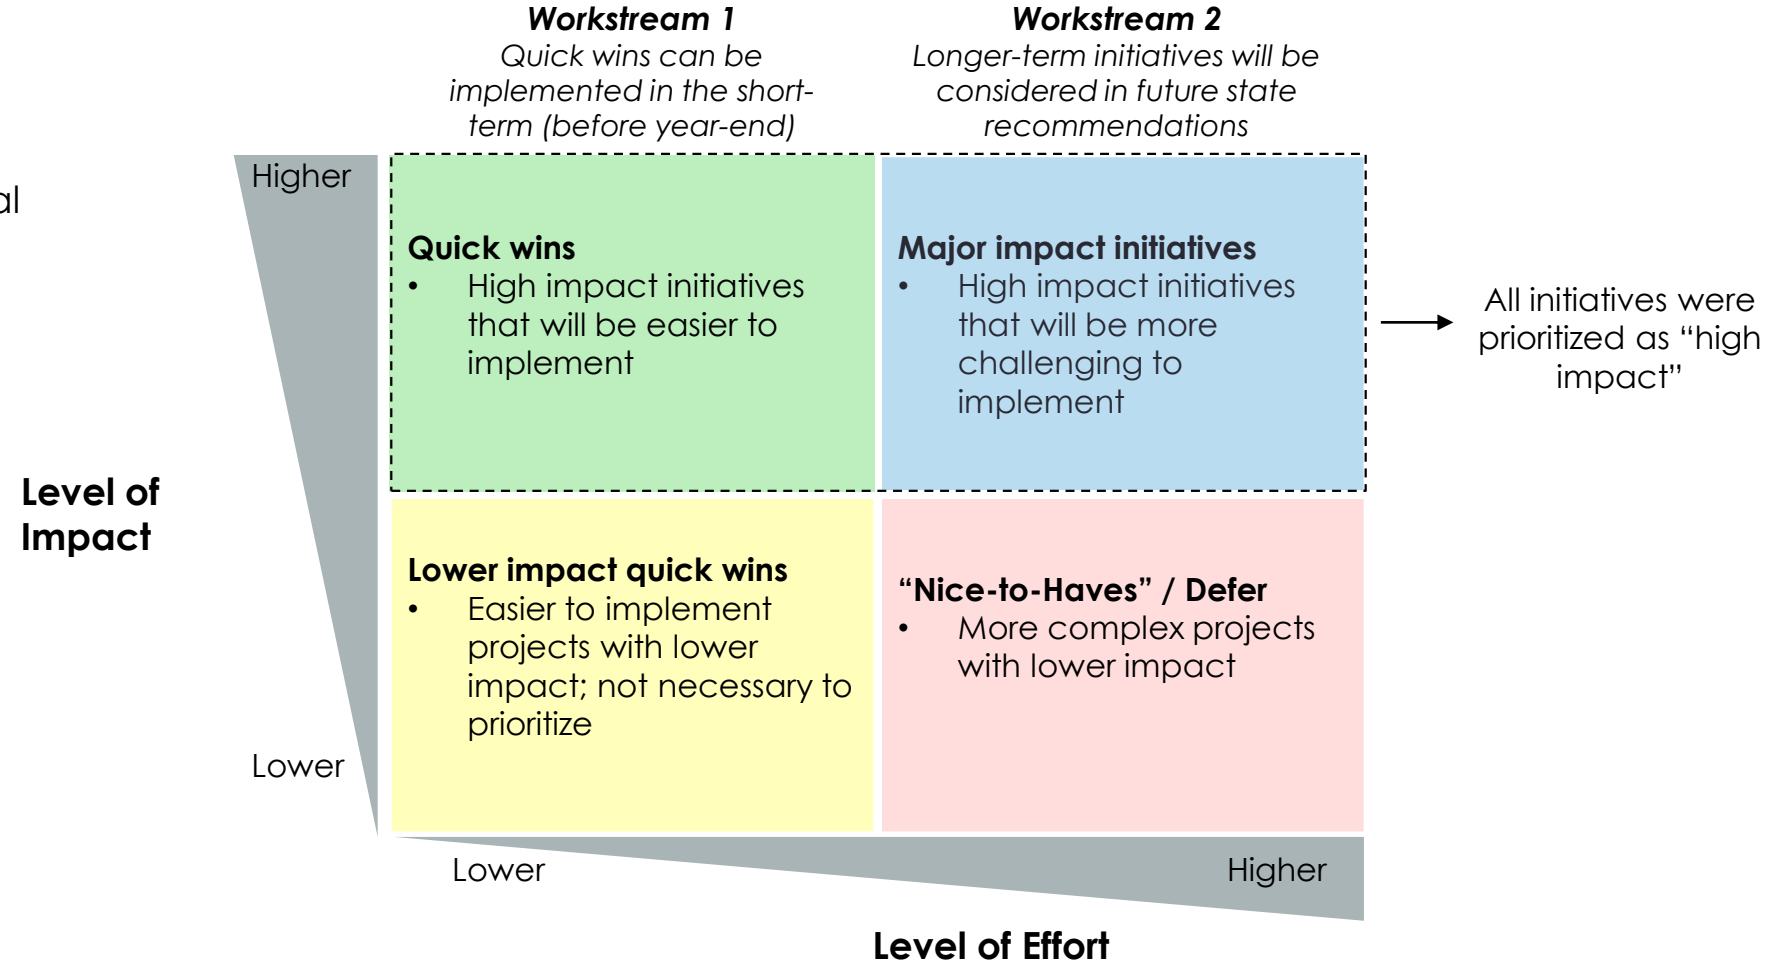 Workstream 1
Quick wins can be
implemented in the short-
term (before year-end)
Workstream 2
Longer-term initiatives will be
considered in future state
recommendations
Higher
al
Quick wins
• High impact initiatives
that will be easier to
implement
Major impact initiatives
• High impact initiatives
that will be more
challenging to
implement
All initiatives were
prioritized as “high
impact”
Level of
Impact
Lower impact quick wins
• Easier to implement
projects with lower
impact; not necessary to
prioritize
“Nice-to-Haves” / Defer
• More complex projects
with lower impact
Lower
Lower
Higher
Level of Effort